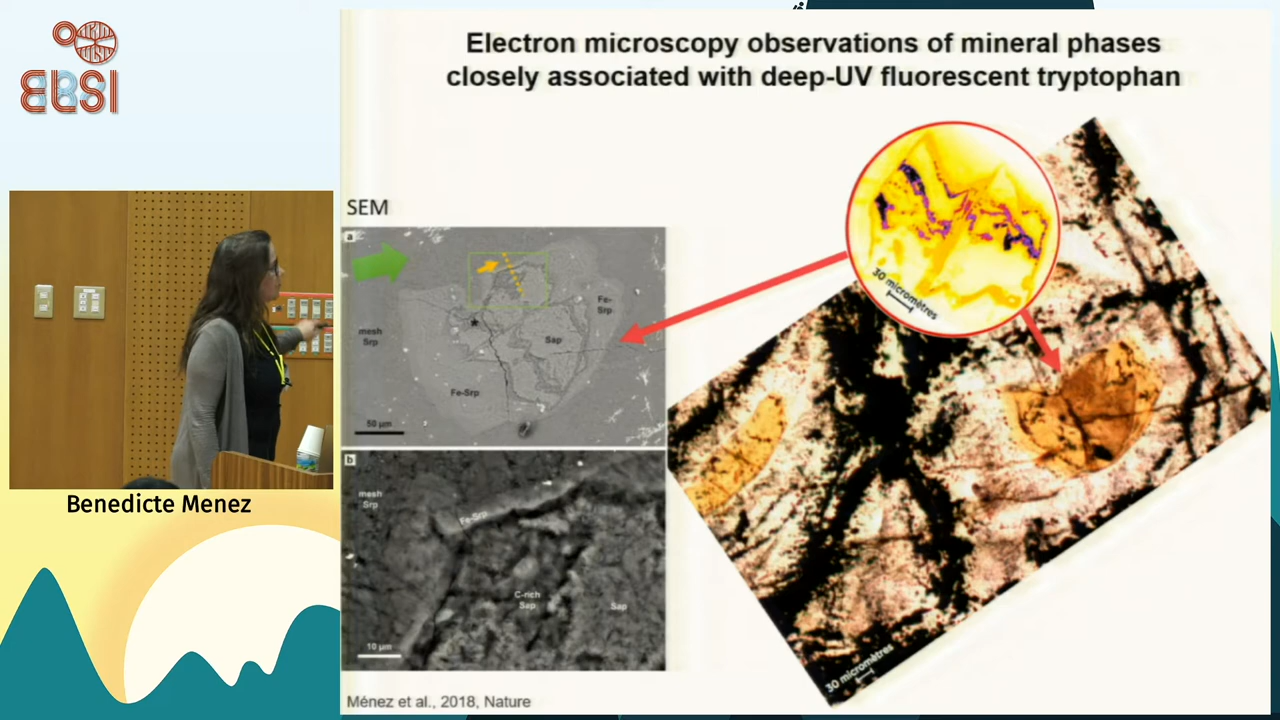 ELSI
Electron microscopy observations of mineral phases
closely associated with deep-UV fluorescent tryptophan
SEM
a
mesh
Srp
Fe-
Srp
Sap
Fe-Srp
50 µm
30 micromètres
b
mesh
Srp
Fe-Srp
C-rich
Sap
Sap
10 µm
30 micromètres
Benedicte Menez
Ménez et al., 2018, Nature